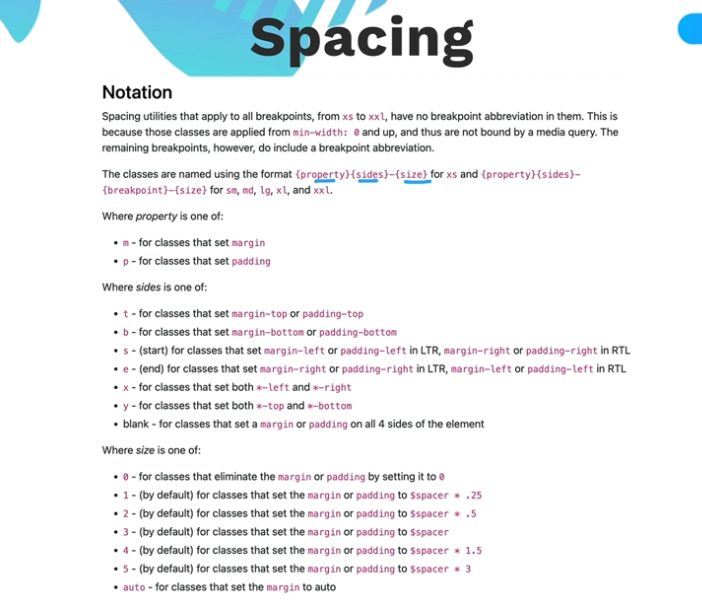 Spacing
Notation
Spacing utilities that apply to all breakpoints, from xs to xxl, have no breakpoint abbreviation in them. This is
because those classes are applied from min-width: 0 and up, and thus are not bound by a media query. The
remaining breakpoints, however, do include a breakpoint abbreviation.
The classes are named using the format {property}{sides}-{size} for xs and {property}{sides}-
{breakpoint}-{size} for sm, md, lg, xl, and xxl.
Where property is one of:
• m - for classes that set margin
• p - for classes that set padding
Where sides is one of:
• t - for classes that set margin-top or padding-top
• b - for classes that set margin-bottom or padding-bottom
• s - (start) for classes that set margin-left or padding-left in LTR, margin-right or padding-right in RTL
• e - (end) for classes that set margin-right or padding-right in LTR, margin-left or padding-left in RTL
• x - for classes that set both *-left and *-right
• y - for classes that set both *-top and *-bottom
• blank - for classes that set a margin or padding on all 4 sides of the element
Where size is one of:
• 0 - for classes that eliminate the margin or padding by setting it to 0
• 1 - (by default) for classes that set the margin or padding to $spacer * .25
• 2 - (by default) for classes that set the margin or padding to $spacer * .5
• 3 - (by default) for classes that set the margin or padding to $spacer
• 4 - (by default) for classes that set the margin or padding to $spacer * 1.5
• 5 - (by default) for classes that set the margin or padding to $spacer * 3
• auto - for classes that set the margin to auto